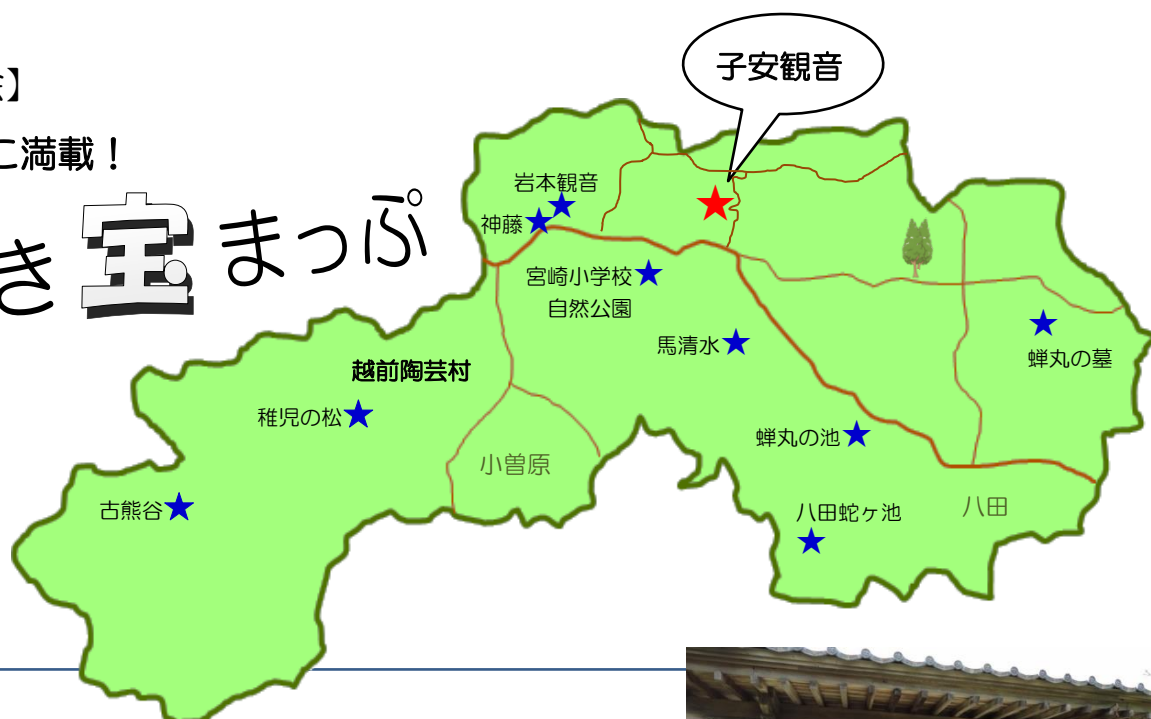 】
に満載！
き宝まっぷ
子安観音
岩本観音
神藤
宮崎小学校
自然公園
馬清水
蝉丸の墓
越前陶芸村
稚児の松
蝉丸の池
小曽原
古熊谷
八田蛇ヶ池
八田